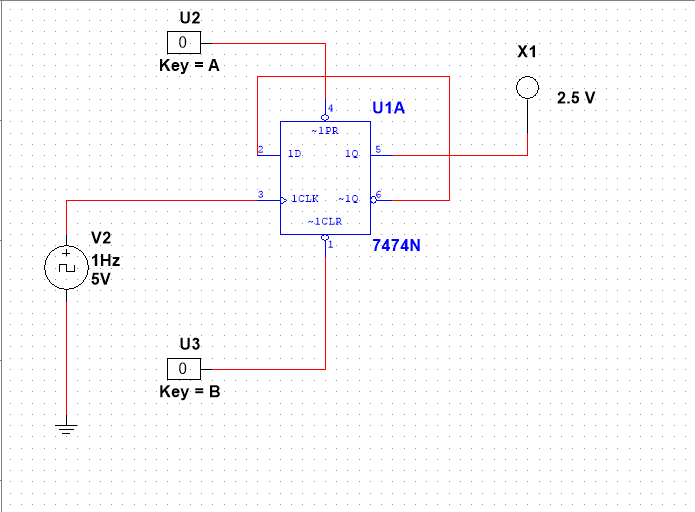 U2
0
Key = A
X1
2.5 V
4
U1A
~1PR
2
1D
1Q
5
3
1CLK
~1Q
6
~1CLR
1
7474N
V2
1Hz
5V
U3
0
Key = B